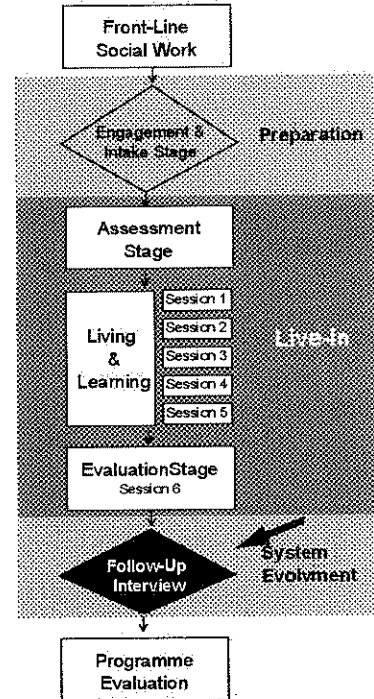 Front-Line
Social Work
Engagement &
Intake Stage
Preparation
Assessment
Stage
Living
&
Learning
Session 1
Session 2
Session 3
Session 4
Session 5
Live-In
EvaluationStage
Session 6
Follow-Up
Interview
System
Evolvment
Programme
Evaluation